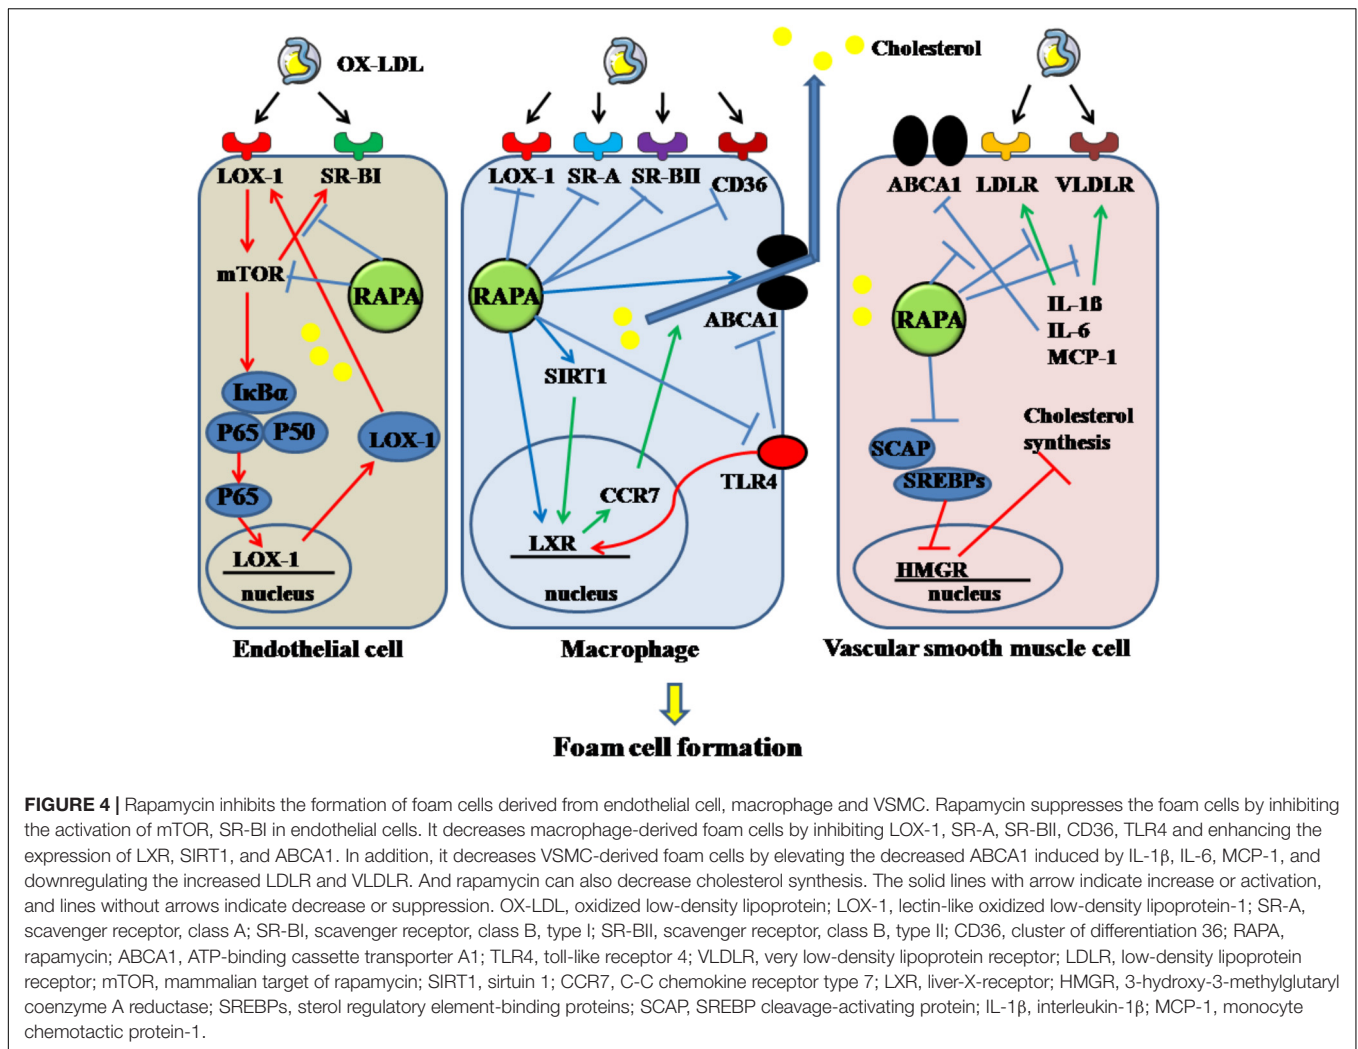 OX-LDL
Cholesterol
LOX-1 SR-BI
LOX-1 SR-A SR-BII CD36
ABCA1 LDLR VLDLR
mTOR
RAPA
RAPA
ABCA1
RAPA
IL-1ß
IL-6
MCP-1
SIRT1
IκBα
P65 P50
LOX-1
P65
LOX-1
nucleus
CCR7
TLR4
LXR
nucleus
Cholesterol
synthesis
SCAP
SREBPs
HMGR
nucleus
Endothelial cell
Macrophage
Vascular smooth muscle cell
Foam cell formation
FIGURE 4 | Rapamycin inhibits the formation of foam cells derived from endothelial cell, macrophage and VSMC. Rapamycin suppresses the foam cells by inhibiting
the activation of mTOR, SR-BI in endothelial cells. It decreases macrophage-derived foam cells by inhibiting LOX-1, SR-A, SR-BII, CD36, TLR4 and enhancing the
expression of LXR, SIRT1, and ABCA1. In addition, it decreases VSMC-derived foam cells by elevating the decreased ABCA1 induced by IL-1β, IL-6, MCP-1, and
downregulating the increased LDLR and VLDLR. And rapamycin can also decrease cholesterol synthesis. The solid lines with arrow indicate increase or activation,
and lines without arrows indicate decrease or suppression. OX-LDL, oxidized low-density lipoprotein; LOX-1, lectin-like oxidized low-density lipoprotein-1; SR-A,
scavenger receptor, class A; SR-BI, scavenger receptor, class B, type I; SR-BII, scavenger receptor, class B, type II; CD36, cluster of differentiation 36; RAPA,
rapamycin; ABCA1, ATP-binding cassette transporter A1; TLR4, toll-like receptor 4; VLDLR, very low-density lipoprotein receptor; LDLR, low-density lipoprotein
receptor; mTOR, mammalian target of rapamycin; SIRT1, sirtuin 1; CCR7, C-C chemokine receptor type 7; LXR, liver-X-receptor; HMGR, 3-hydroxy-3-methylglutaryl
coenzyme A reductase; SREBPs, sterol regulatory element-binding proteins; SCAP, SREBP cleavage-activating protein; IL-1β, interleukin-1β; MCP-1, monocyte
chemotactic protein-1.